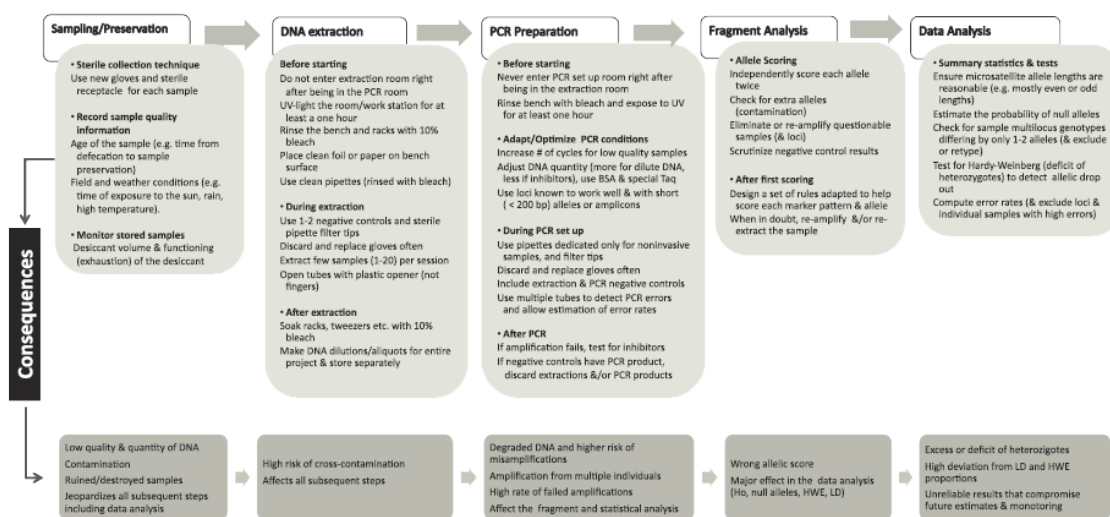 Sampling/Preservation
• Sterile collection technique
Use new gloves and sterile
receptacle for each sample
• Record sample quality
information
Age of the sample (e.g. time from
defecation to sample
preservation)
Field and weather conditions (e.g.
time of exposure to the sun, rain,
high temperature).
• Monitor stored samples
Desiccant volume & functioning
(exhaustion) of the desiccant
DNA extraction
Before starting
Do not enter extraction room right
after being in the PCR room
UV-light the room/work station for at
least a one hour
Rinse the bench and racks with 10%
bleach
Place clean foil or paper on bench
surface
Use clean pipettes (rinsed with bleach)
• During extraction
Use 1-2 negative controls and sterile
pipette filter tips
Discard and replace gloves often
Extract few samples (1-20) per session
Open tubes with plastic opener (not
fingers)
• After extraction
Soak racks, tweezers etc. with 10%
bleach
Make DNA dilutions/aliquots for entire
project & store separately
PCR Preparation
• Before starting
Never enter PCR set up room right after
being in the extraction room
Rinse bench with bleach and expose to UV
for at least one hour
• Adapt/Optimize PCR conditions
Increase # of cycles for low quality samples
Adjust DNA quantity (more for dilute DNA,
less if inhibitors), use BSA & special Taq
Use loci known to work well & with short
( < 200 bp) alleles or amplicons
• During PCR set up
Use pipettes dedicated only for noninvasive
samples, and filter tips
Discard and replace gloves often
Include extraction & PCR negative controls
Use multiple tubes to detect PCR errors
and allow estimation of error rates
• After PCR
If amplification fails, test for inhibitors
If negative controls have PCR product,
discard extractions &/or PCR products
Fragment Analysis
• Allele Scoring
Independently score each allele
twice
Check for extra alleles
(contamination)
Eliminate or re-amplify questionable
samples (& loci)
Scrutinize negative control results
• After first scoring
Design a set of rules adapted to help
score each marker pattern & allele
When in doubt, re-amplify &/or re-
extract the sample
Data Analysis
• Summary statistics & tests
Ensure microsatellite allele lengths are
reasonable (e.g. mostly even or odd
lengths)
Estimate the probability of null alleles
Check for sample multilocus genotypes
differing by only 1-2 alleles (& exclude
or retype)
Test for Hardy-Weinberg (deficit of
heterozygotes) to detect allelic drop
out
Compute error rates (& exclude loci &
individual samples with high errors)
Consequences
Low quality & quantity of DNA
Contamination
Ruined/destroyed samples
Jeopardizes all subsequent steps
including data analysis
High risk of cross-contamination
Affects all subsequent steps
Degraded DNA and higher risk of
misamplifications
Amplification from multiple individuals
High rate of failed amplifications
Affect the fragment and statistical analysis
Wrong allelic score
Major effect in the data analysis
(Ho, null alleles, HWE, LD)
Excess or deficit of heterizigotes
High deviation from LD and HWE
proportions
Unreliable results that compromise
future estimates & monotoring